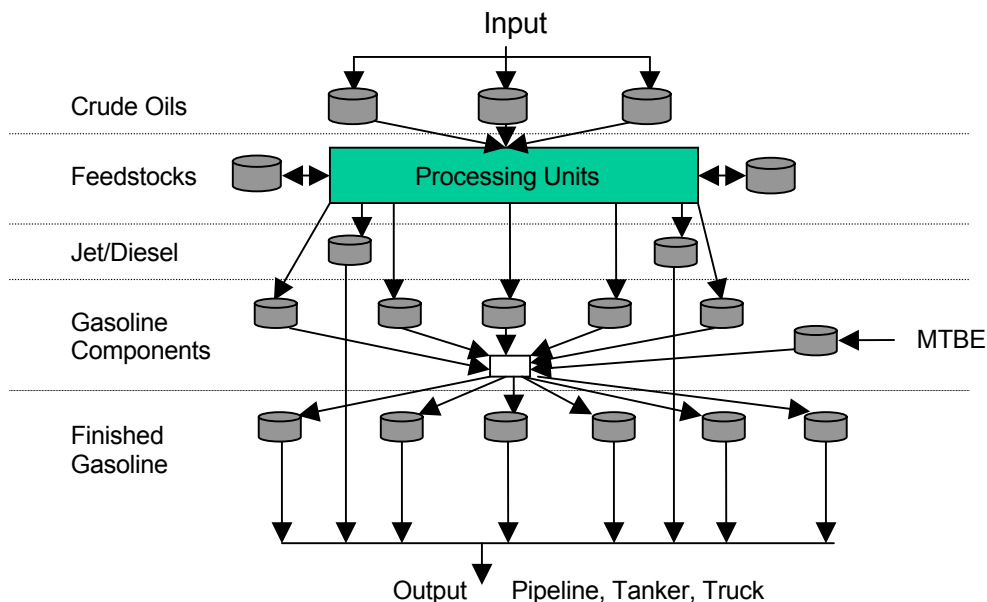 Input
Crude Oils
Feedstocks
Processing Units
Jet/Diesel
Gasoline
Components
MTBE
Finished
Gasoline
Output
Pipeline, Tanker, Truck